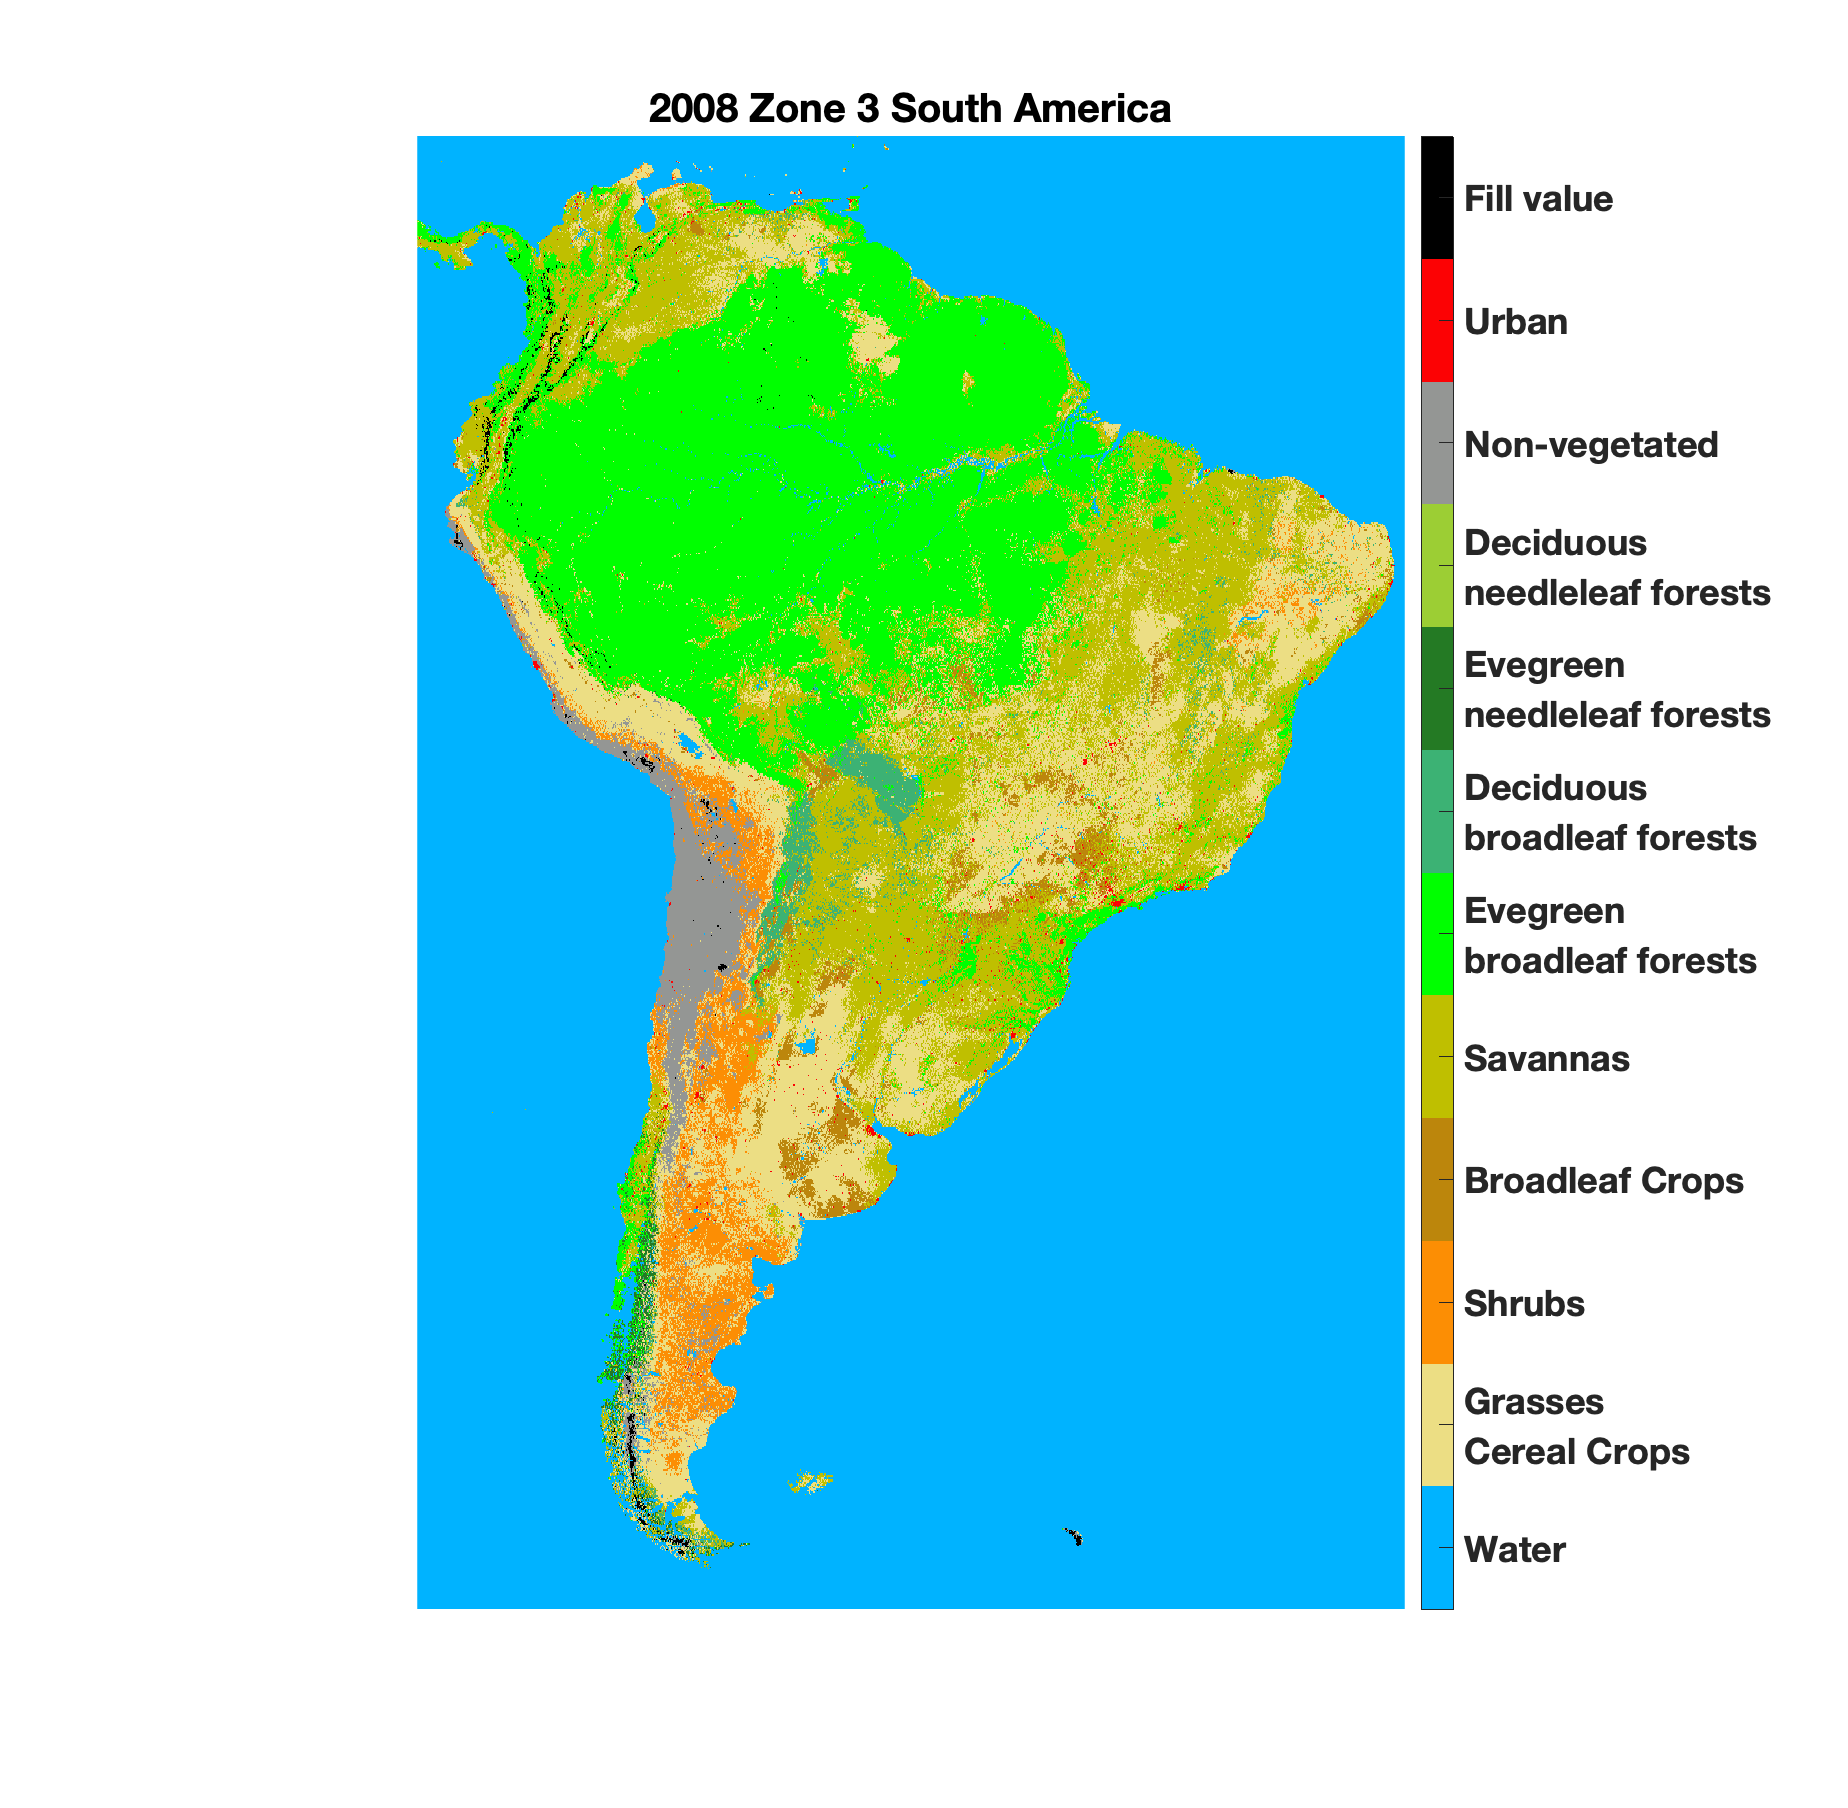 2008 Zone 3 South America
Fill value
Urban
Non-vegetated
Deciduous
needleleaf forests
Evegreen
needleleaf forests
Deciduous
broadleaf forests
Evegreen
broadleaf forests
Savannas
Broadleaf Crops
Shrubs
Grasses
Cereal Crops
Water